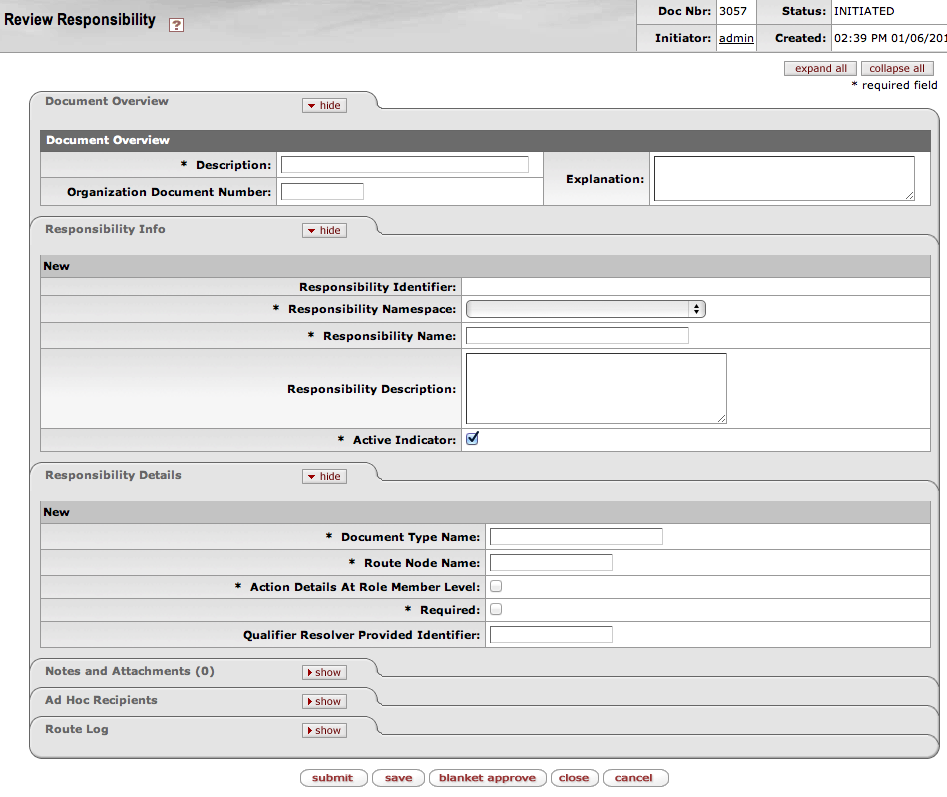 Review Responsibility ?
Doc Nbr: 3057 Status: INITIATED
Initiator: admin Created: 02:39 PM 01/06/201
expand all collapse all
* required field
Document Overview hide
Document Overview
* Description: Explanation:
Organization Document Number:
Responsibility Info hide
New
Responsibility Identifier:
* Responsibility Namespace:
* Responsibility Name:
Responsibility Description:
* Active Indicator:
Responsibility Details hide
New
* Document Type Name:
* Route Node Name:
* Action Details At Role Member Level:
* Required:
Qualifier Resolver Provided Identifier:
Notes and Attachments (0) show
Ad Hoc Recipients show
Route Log show
submit save blanket approve close cancel